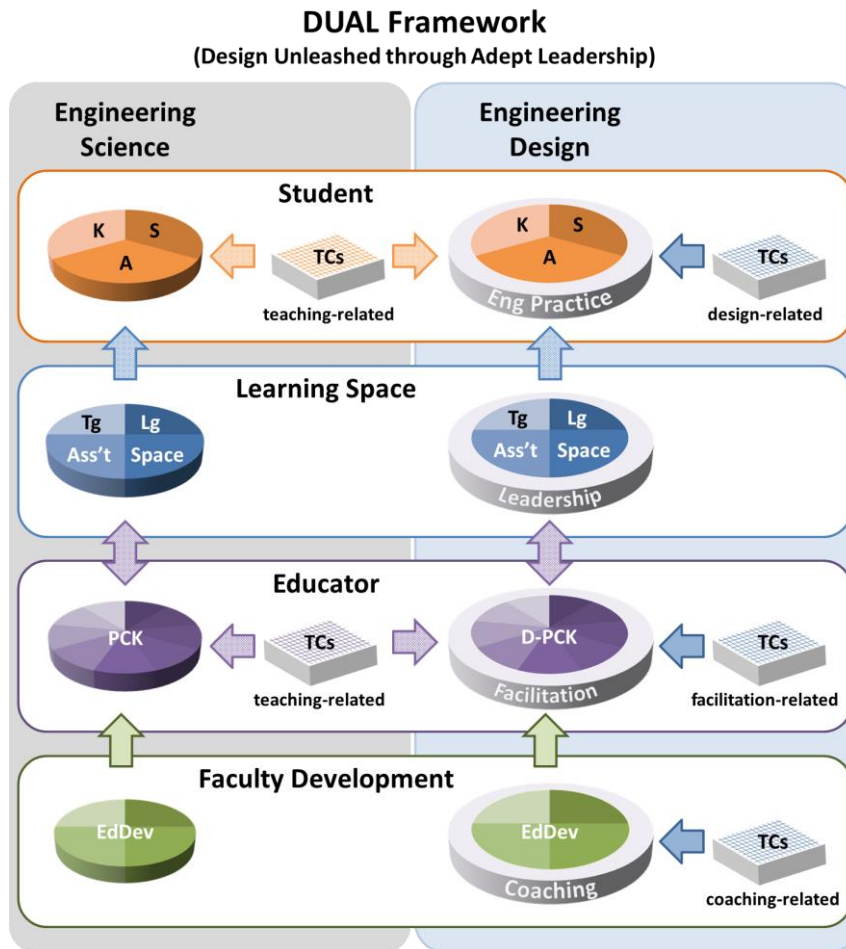 DUAL Framework
(Design Unleashed through Adept Leadership)
Engineering
Science
Engineering
Design
Student
K
S
A
TCs
teaching-related
K
S
A
Eng Practice
TCs
design-related
Learning Space
Tg
Lg
Ass't
Space
Tg
Lg
Ass't
Space
Leadership
Educator
PCK
TCs
teaching-related
D-PCK
Facilitation
TCs
facilitation-related
Faculty Development
EdDev
EdDev
Coaching
TCs
coaching-related